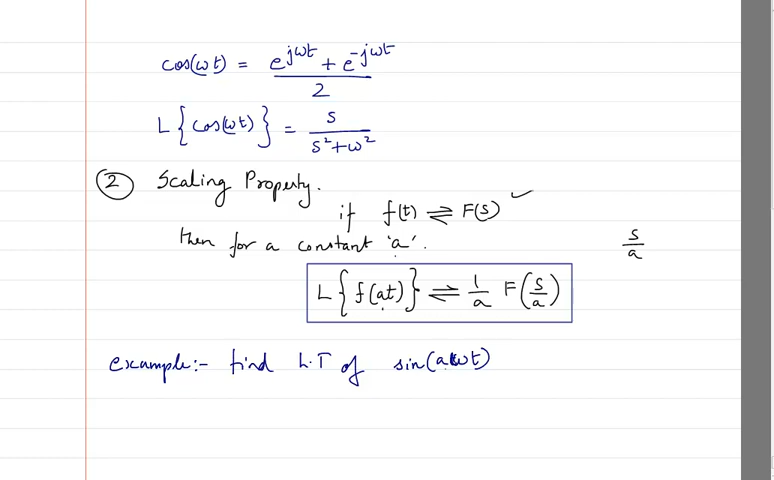 cos(ωt) = (e^jωt + e^-jωt) / 2
L{cos(ωt)} = s / (s² + ω²)
② Scaling Property.
if f(t) ⇌ F(s) ✓
then for a constant 'a'.
s/a
L{f(at)} ⇌ 1/a F(s/a)
example:- find L.T of sin(aωt)